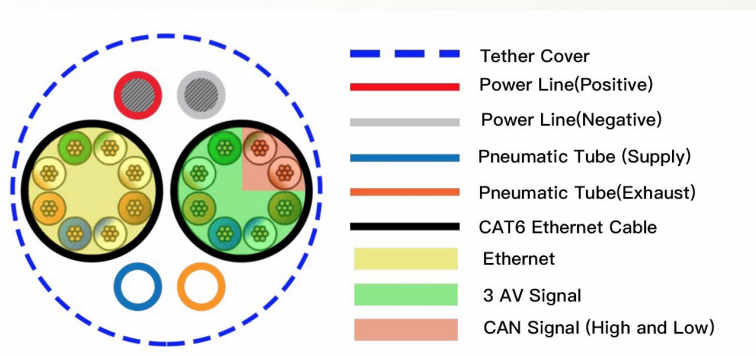 Tether Cover
Power Line(Positive)
Power Line(Negative)
Pneumatic Tube (Supply)
Pneumatic Tube(Exhaust)
CAT6 Ethernet Cable
Ethernet
3 AV Signal
CAN Signal (High and Low)